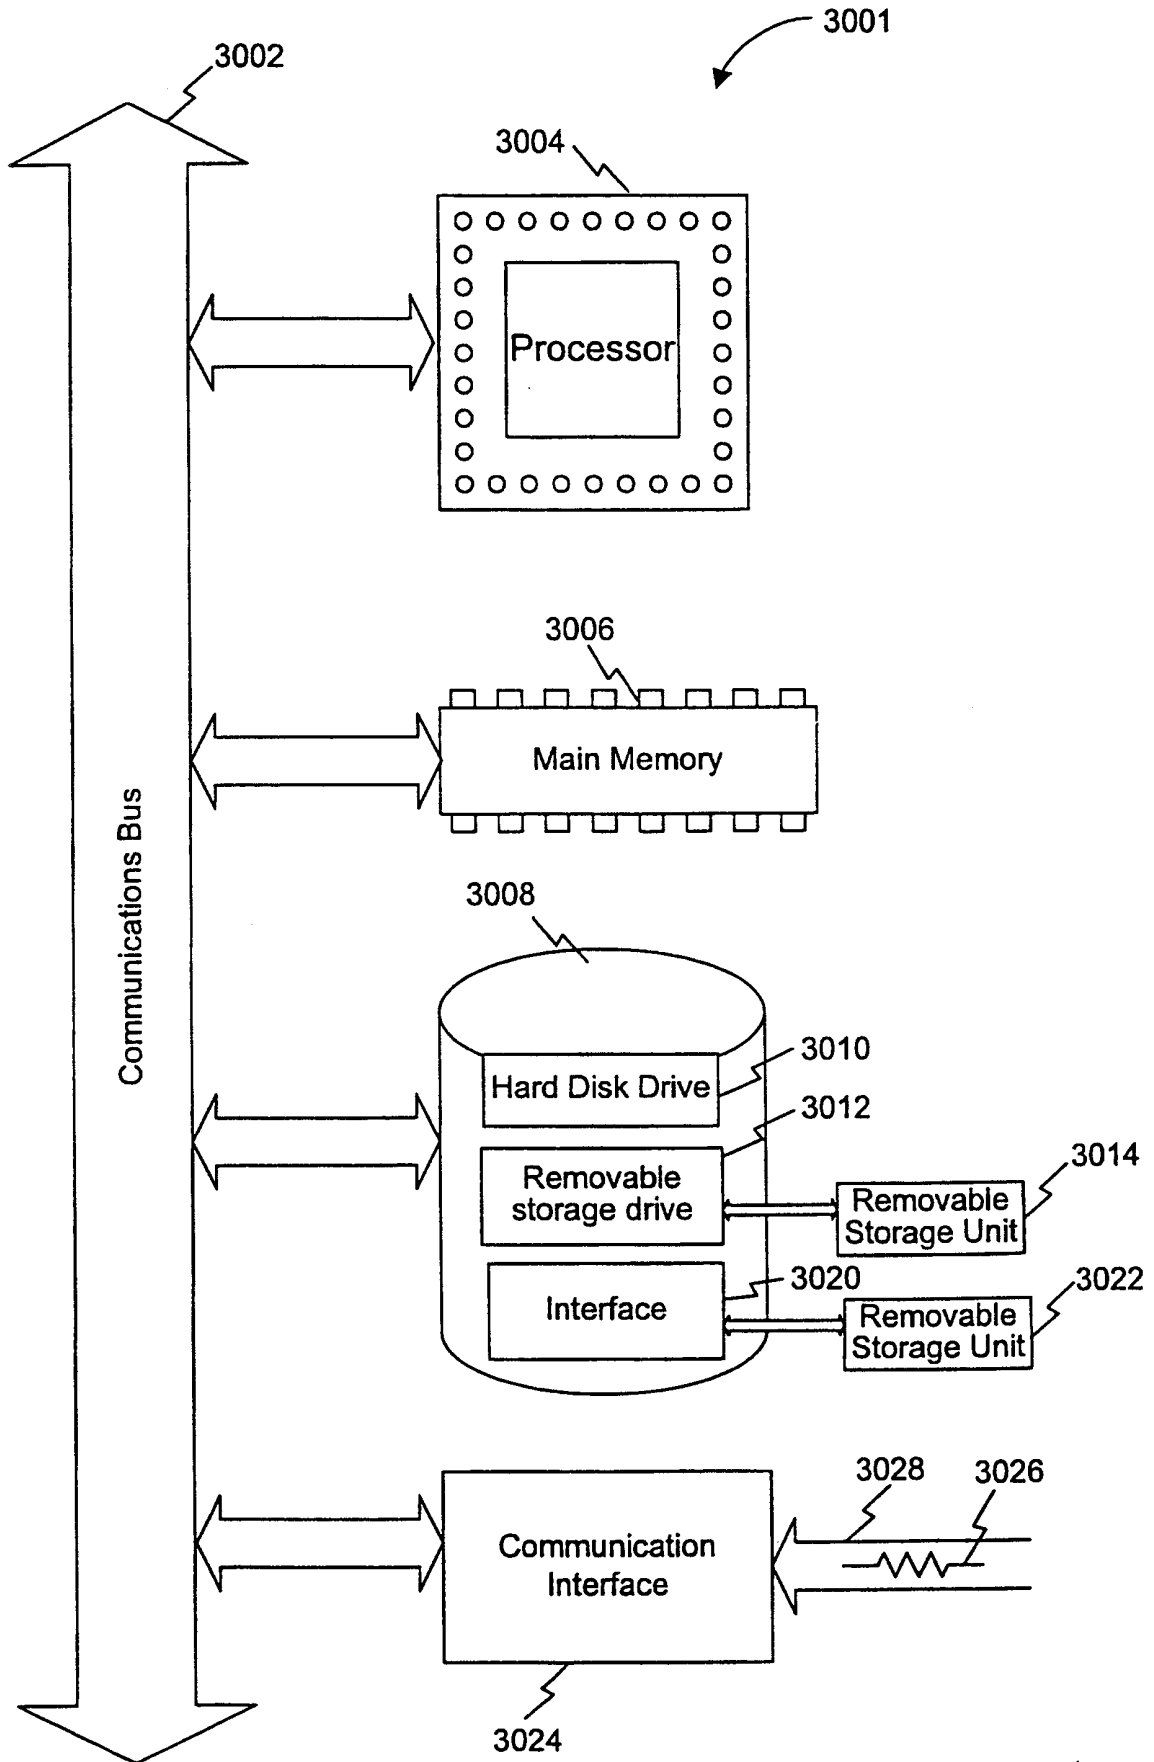 3001
3002
3004
Processor
3006
Main Memory
Communications Bus
3008
3010
Hard Disk Drive
3012
Removable
storage drive
3014
Removable
Storage Unit
3020
Interface
3022
Removable
Storage Unit
3028
3026
Communication
Interface
3024